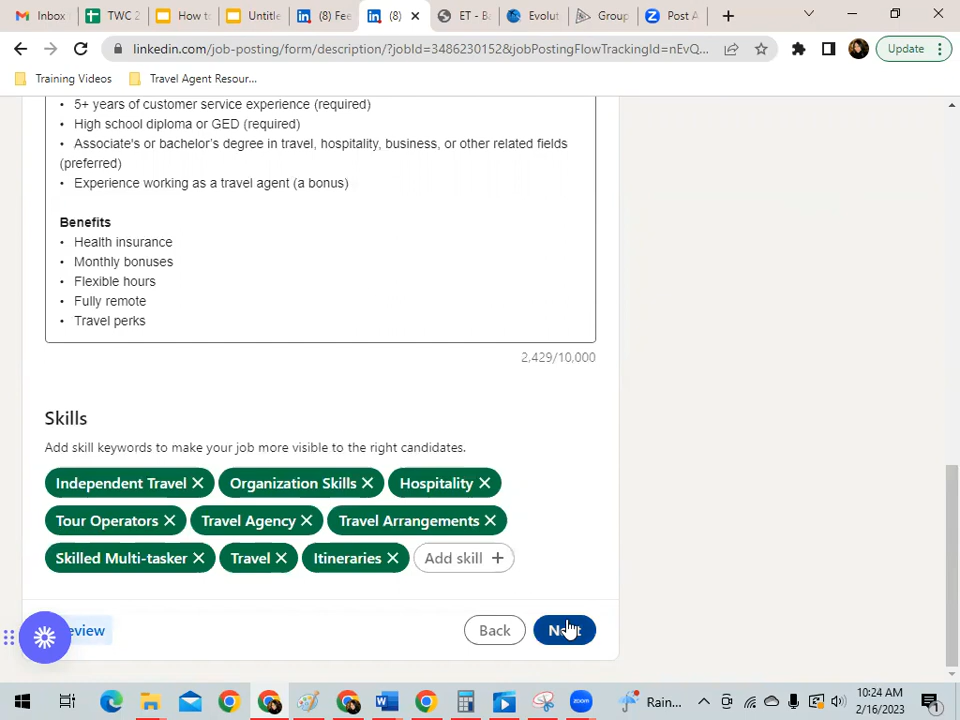 Inbox
TWC 2
How to
Untitle
(8) Fee
(8)
ET - Ba
Evolut
Group
Post A
linkedin.com/job-posting/form/description/?jobId=3486230152&jobPostingFlowTrackingId=nEvQ...
Update
Training Videos
Travel Agent Resour...
• 5+ years of customer service experience (required)
• High school diploma or GED (required)
• Associate's or bachelor's degree in travel, hospitality, business, or other related fields
(preferred)
• Experience working as a travel agent (a bonus)
Benefits
• Health insurance
• Monthly bonuses
• Flexible hours
• Fully remote
• Travel perks
2,429/10,000
Skills
Add skill keywords to make your job more visible to the right candidates.
Independent Travel
Organization Skills
Hospitality
Tour Operators
Travel Agency
Travel Arrangements
Skilled Multi-tasker
Travel
Itineraries
Add skill +
eview
Back
zoom
Rain...
10:24 AM
2/16/2023
1